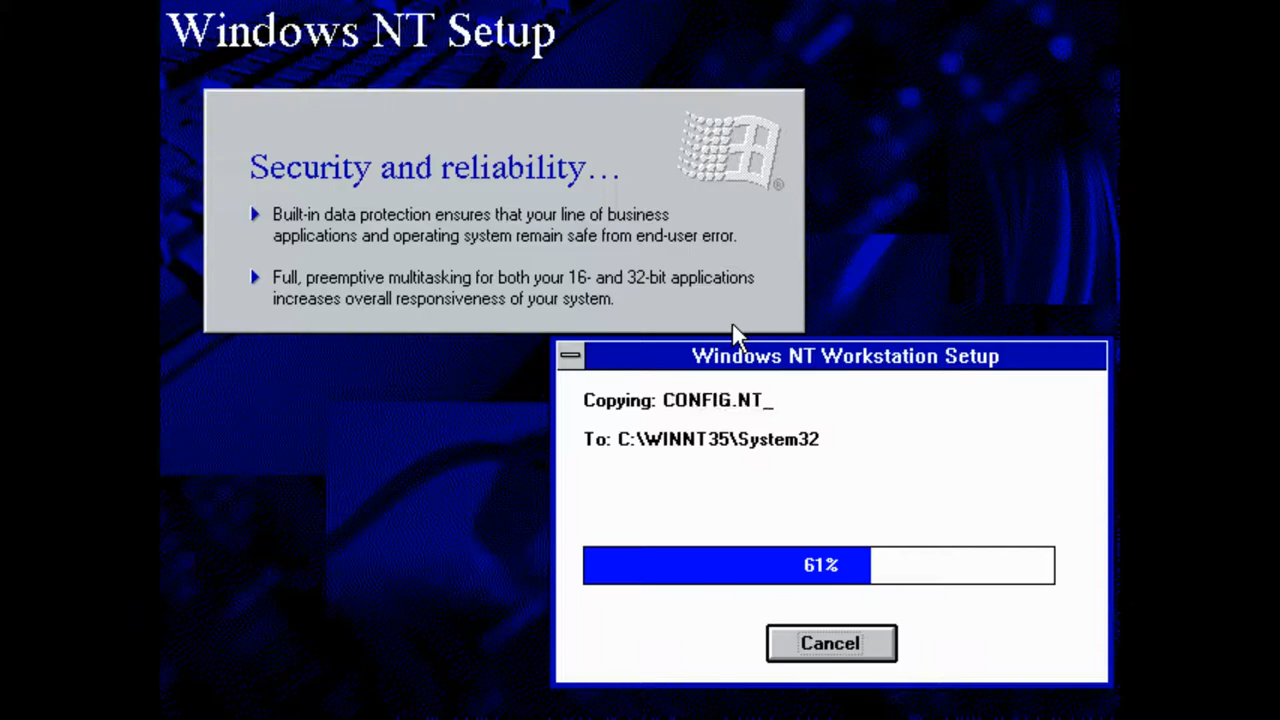 Windows NT Setup
Security and reliability...
Built-in data protection ensures that your line of business
applications and operating system remain safe from end-user error.
Full, preemptive multitasking for both your 16- and 32-bit applications
increases overall responsiveness of your system.
®
Windows NT Workstation Setup
Copying: CONFIG.NT_
To: C:\WINNT35\System32
61%
Cancel